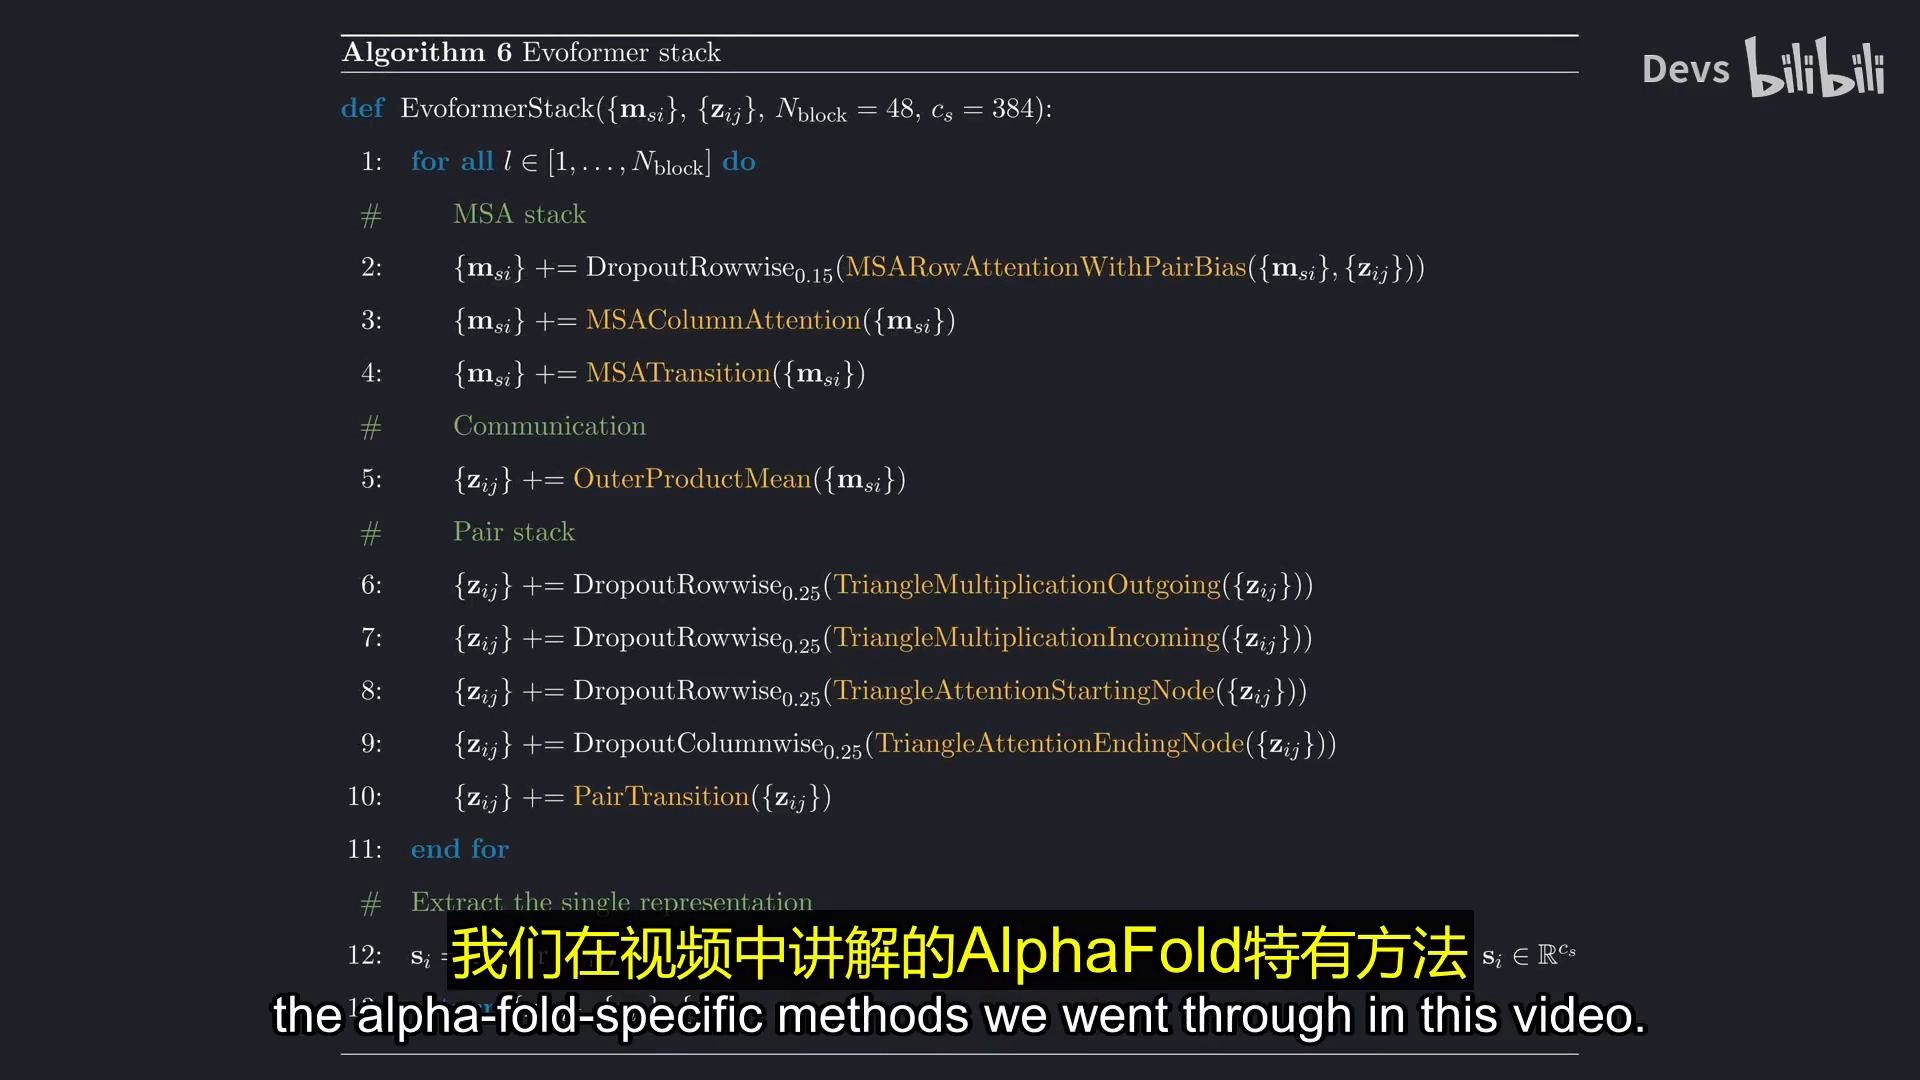 Algorithm 6 Evoformer stack
Devs bilibili
def EvoformerStack({m_si}, {z_ij}, N_block = 48, c_s = 384):
1: for all l ∈ [1, . . . , N_block] do
# MSA stack
2: {m_si} += DropoutRowwise_0.15(MSARowAttentionWithPairBias({m_si}, {z_ij}))
3: {m_si} += MSAColumnAttention({m_si})
4: {m_si} += MSATransition({m_si})
# Communication
5: {z_ij} += OuterProductMean({m_si})
# Pair stack
6: {z_ij} += DropoutRowwise_0.25(TriangleMultiplicationOutgoing({z_ij}))
7: {z_ij} += DropoutRowwise_0.25(TriangleMultiplicationIncoming({z_ij}))
8: {z_ij} += DropoutRowwise_0.25(TriangleAttentionStartingNode({z_ij}))
9: {z_ij} += DropoutColumnwise_0.25(TriangleAttentionEndingNode({z_ij}))
10: {z_ij} += PairTransition({z_ij})
11: end for
# Extract the single representation
12: s_i = s_i ∈ ℝ^c_s
我们在视频中讲解的AlphaFold特有方法
the alpha-fold-specific methods we went through in this video.